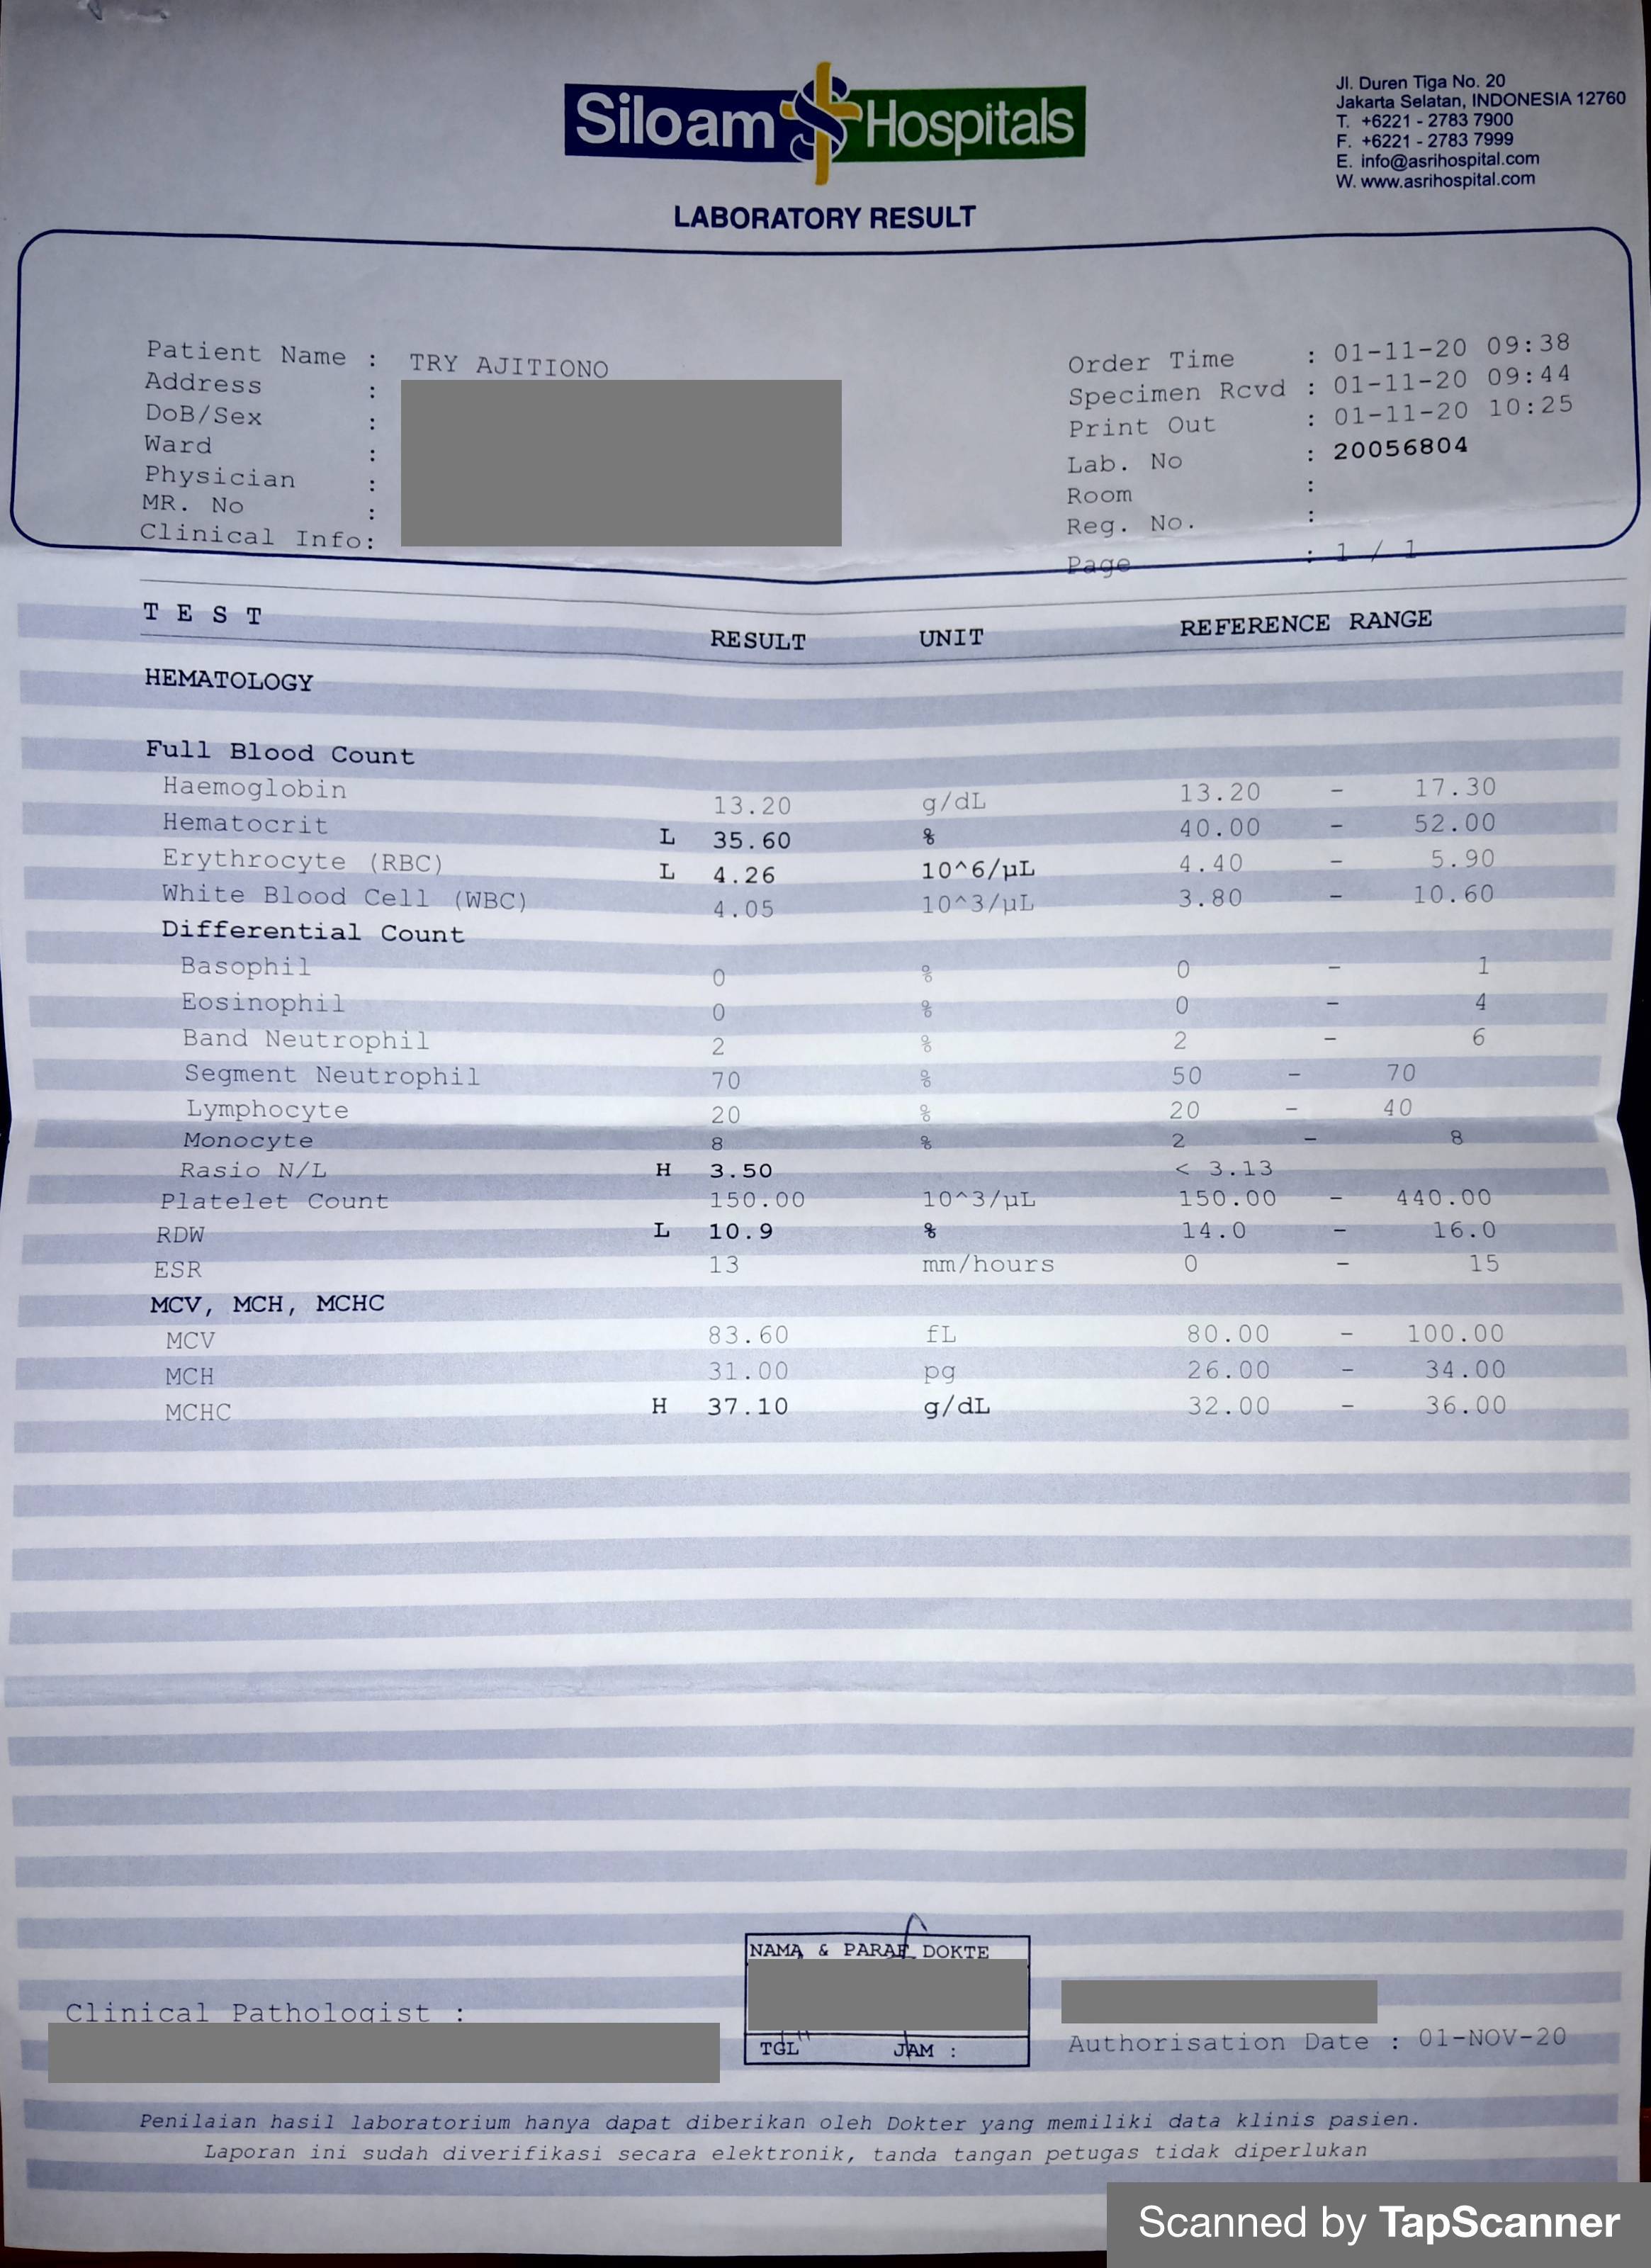 Siloam Hospitals
Jl. Duren Tiga No. 20
Jakarta Selatan, INDONESIA 12760
T. +6221 - 2783 7900
F. +6221 - 2783 7999
E. info@asrihospital.com
W. www.asrihospital.com
LABORATORY RESULT
Patient Name : TRY AJITIONO
Address :
DoB/Sex :
Ward :
Physician :
MR. No :
Clinical Info:
Order Time : 01-11-20 09:38
Specimen Rcvd : 01-11-20 09:44
Print Out : 01-11-20 10:25
Lab. No : 20056804
Room :
Reg. No. :
Page : 1 / 1
T E S T RESULT UNIT REFERENCE RANGE
HEMATOLOGY
Full Blood Count
Haemoglobin 13.20 g/dL 13.20 - 17.30
Hematocrit L 35.60 % 40.00 - 52.00
Erythrocyte (RBC) L 4.26 10^6/µL 4.40 - 5.90
White Blood Cell (WBC) 4.05 10^3/µL 3.80 - 10.60
Differential Count
Basophil 0 % 0 - 1
Eosinophil 0 % 0 - 4
Band Neutrophil 2 % 2 - 6
Segment Neutrophil 70 % 50 - 70
Lymphocyte 20 % 20 - 40
Monocyte 8 % 2 - 8
Rasio N/L H 3.50 < 3.13
Platelet Count 150.00 10^3/µL 150.00 - 440.00
RDW L 10.9 % 14.0 - 16.0
ESR 13 mm/hours 0 - 15
MCV, MCH, MCHC
MCV 83.60 fL 80.00 - 100.00
MCH 31.00 pg 26.00 - 34.00
MCHC H 37.10 g/dL 32.00 - 36.00
NAMA & PARAF DOKTE
TGL JAM :
Clinical Pathologist :
Authorisation Date : 01-NOV-20
Penilaian hasil laboratorium hanya dapat diberikan oleh Dokter yang memiliki data klinis pasien.
Laporan ini sudah diverifikasi secara elektronik, tanda tangan petugas tidak diperlukan
Scanned by TapScanner